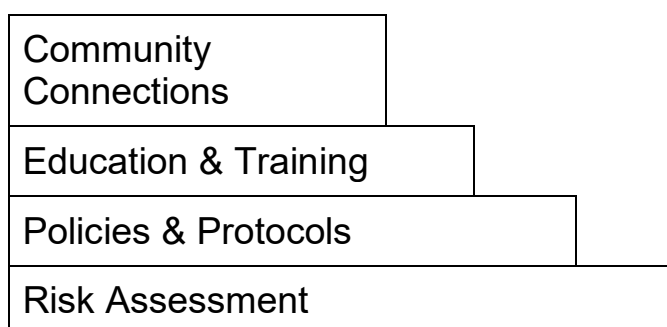 Community
Connections
Education & Training
Policies & Protocols
Risk Assessment